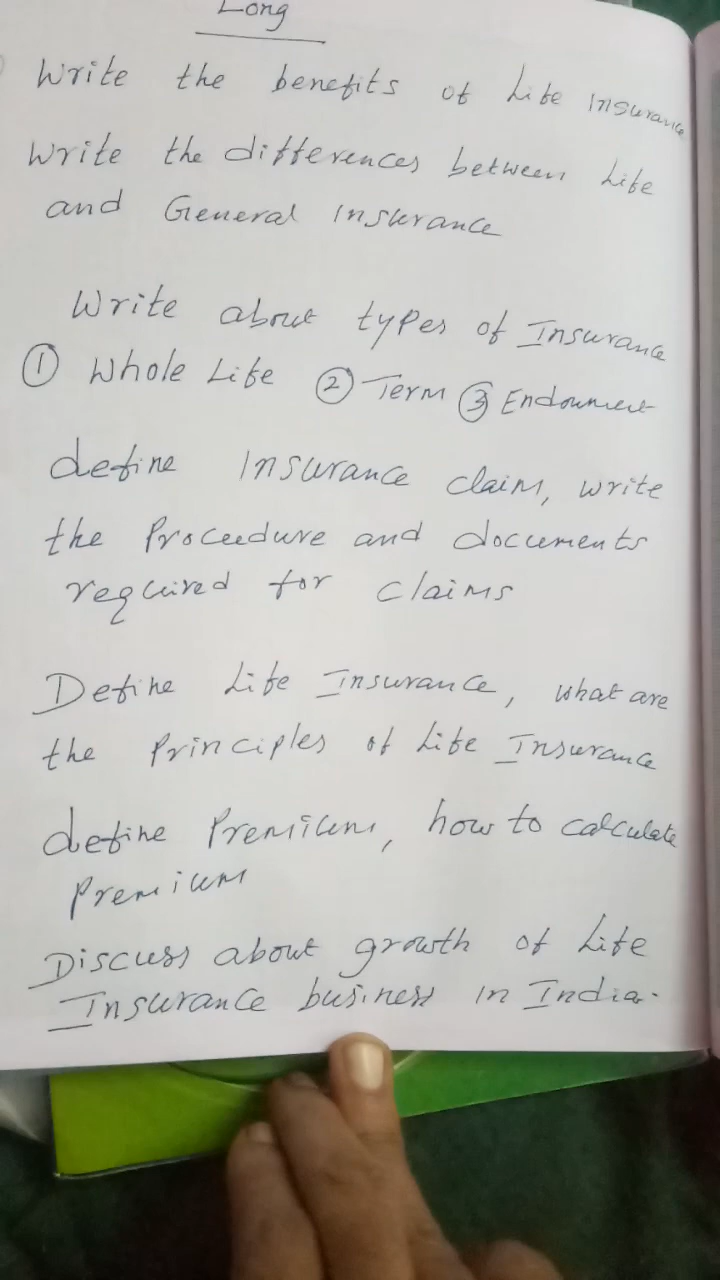 Long
Write the benefits of Life Insurance
Write the differences between Life
and General Insurance
Write about types of Insurance
① Whole Life ② Term ③ Endowment
define Insurance claim, write
the Proceedure and documents
required for claims
Define Life Insurance, what are
the Principles of Life Insurance
define Premium, how to calculate
Premium
Discuss about growth of Life
Insurance business in India.